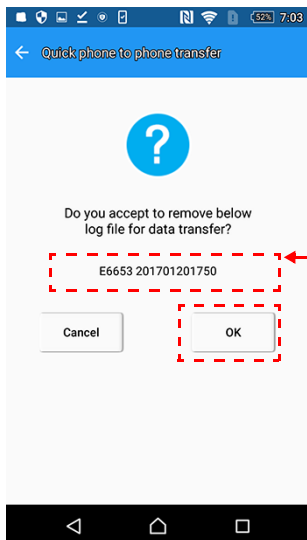 52% 7:03
Quick phone to phone transfer
?
Do you accept to remove below
log file for data transfer?
E6653 201701201750
Cancel OK